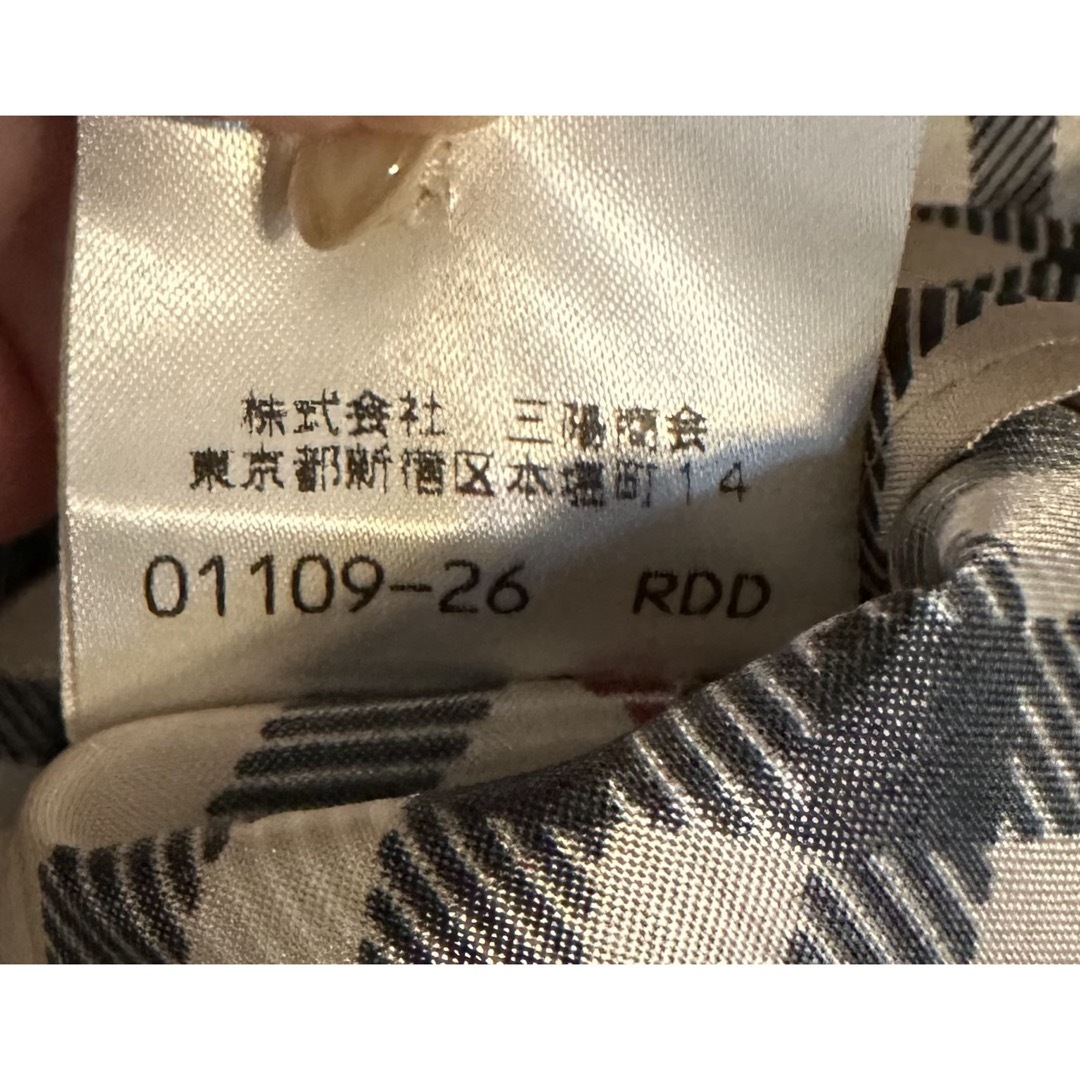 株式会社 三陽商会
東京都新宿区本塩町14
01109-26 RDD